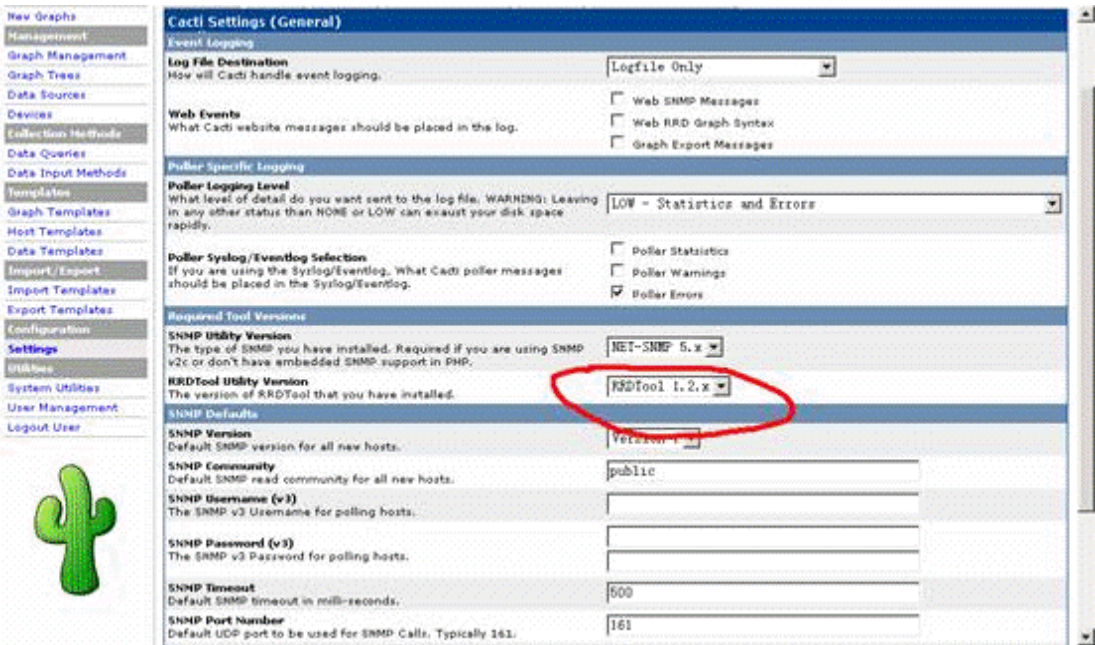 New Graphs
Management
Graph Management
Graph Trees
Data Sources
Devices
Collection Methods
Data Queries
Data Input Methods
Templates
Graph Templates
Host Templates
Data Templates
Import/Export
Import Templates
Export Templates
Configuration
Settings
Utilities
System Utilities
User Management
Logout User
Cacti Settings (General)
Event Logging
Log File Destination
How will Cacti handle event logging.
Logfile Only
Web Events
What Cacti website messages should be placed in the log.
Web SNMP Messages
Web RRD Graph Syntax
Graph Export Messages
Poller Specific Logging
Poller Logging Level
What level of detail do you want sent to the log file. WARNING: Leaving
in any other status than NONE or LOW can exaust your disk space
rapidly.
LOW - Statistics and Errors
Poller Syslog/Eventlog Selection
If you are using the Syslog/Eventlog, What Cacti poller messages
should be placed in the Syslog/Eventlog.
Poller Statsistics
Poller Warnings
Poller Errors
Required Tool Versions
SNMP Utility Version
The type of SNMP you have installed. Required if you are using SNMP
v2c or don't have embedded SNMP support in PHP.
NET-SNMP 5.x
RRDTool Utility Version
The version of RRDTool that you have installed.
RRDTool 1.2.x
SNMP Defaults
SNMP Version
Default SNMP version for all new hosts.
Version
SNMP Community
Default SNMP read community for all new hosts.
public
SNMP Username (v3)
The SNMP v3 Username for polling hosts.
SNMP Password (v3)
The SNMP v3 Password for polling hosts.
SNMP Timeout
Default SNMP timeout in milli-seconds.
500
SNMP Port Number
Default UDP port to be used for SNMP Calls. Typically 161.
161